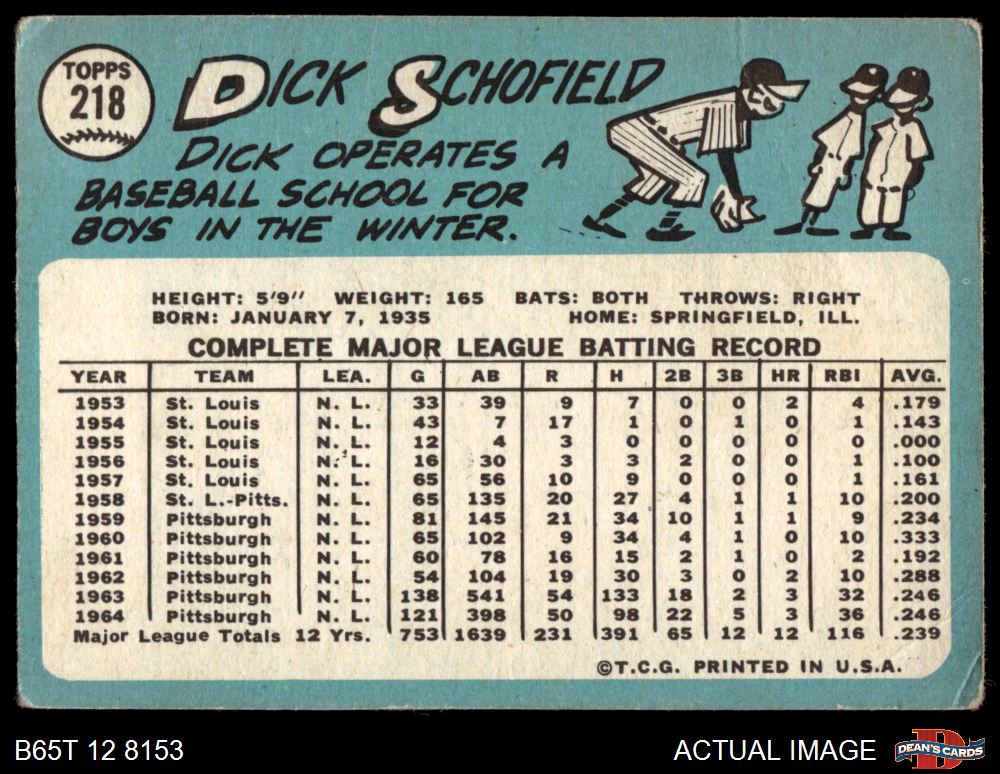 TOPPS
218
DICK SCHOFIELD
DICK OPERATES A
BASEBALL SCHOOL FOR
BOYS IN THE WINTER.
HEIGHT: 5'9" WEIGHT: 165 BATS: BOTH THROWS: RIGHT
BORN: JANUARY 7, 1935 HOME: SPRINGFIELD, ILL.
COMPLETE MAJOR LEAGUE BATTING RECORD
YEAR TEAM LEA. G AB R H 2B 3B HR RBI AVG.
1953 St. Louis N. L. 33 39 9 7 0 0 2 4 .179
1954 St. Louis N. L. 43 7 17 1 0 1 0 1 .143
1955 St. Louis N. L. 12 4 3 0 0 0 0 0 .000
1956 St. Louis N. L. 16 30 3 3 2 0 0 1 .100
1957 St. Louis N. L. 65 56 10 9 0 0 0 1 .161
1958 St. L.-Pitts. N. L. 65 135 20 27 4 1 1 10 .200
1959 Pittsburgh N. L. 81 145 21 34 10 1 1 9 .234
1960 Pittsburgh N. L. 65 102 9 34 4 1 0 10 .333
1961 Pittsburgh N. L. 60 78 16 15 2 1 0 2 .192
1962 Pittsburgh N. L. 54 104 19 30 3 0 2 10 .288
1963 Pittsburgh N. L. 138 541 54 133 18 2 3 32 .246
1964 Pittsburgh N. L. 121 398 50 98 22 5 3 36 .246
Major League Totals 12 Yrs. 753 1639 231 391 65 12 12 116 .239
©T.C.G. PRINTED IN U.S.A.
B65T 12 8153 ACTUAL IMAGE DEAN'S CARDS